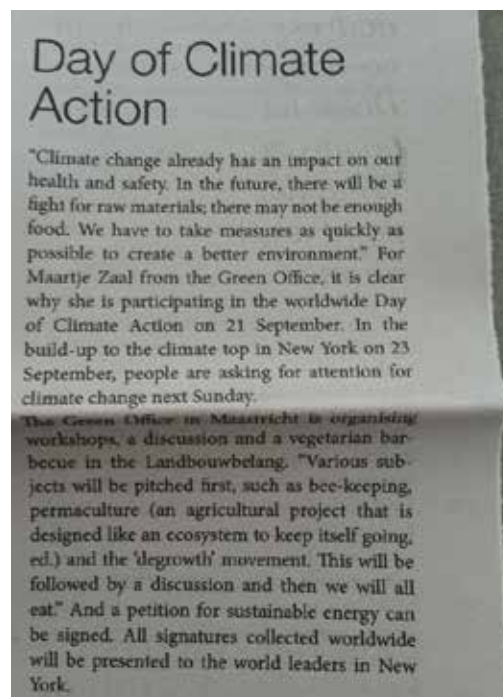 Day of Climate
Action
"Climate change already has an impact on our
health and safety. In the future, there will be a
fight for raw materials; there may not be enough
food. We have to take measures as quickly as
possible to create a better environment." For
Maartje Zaal from the Green Office, it is clear
why she is participating in the worldwide Day
of Climate Action on 21 September. In the
build-up to the climate top in New York on 23
September, people are asking for attention for
climate change next Sunday.
The Green Office in Maastricht is organising
workshops, a discussion and a vegetarian bar-
becue in the Landbouwbelang. "Various sub-
jects will be pitched first, such as bee-keeping,
permaculture (an agricultural project that is
designed like an ecosystem to keep itself going,
ed.) and the 'degrowth' movement. This will be
followed by a discussion and then we will all
eat." And a petition for sustainable energy can
be signed. All signatures collected worldwide
will be presented to the world leaders in New
York.